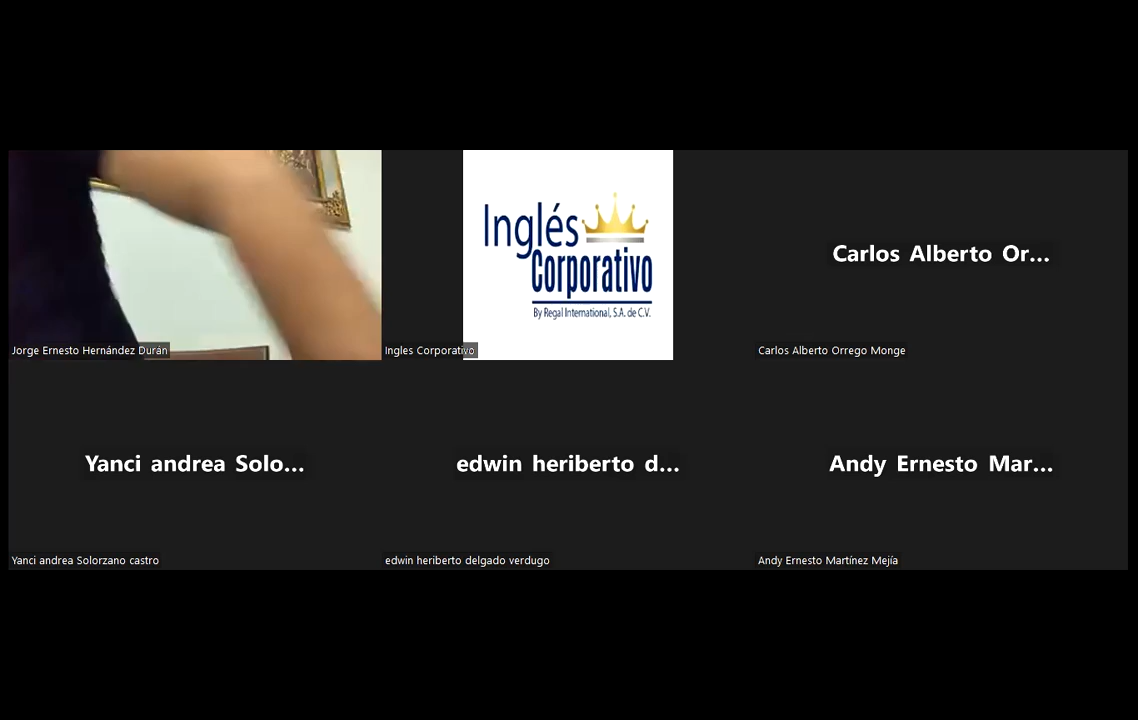 Jorge Ernesto Hernández Durán
Inglés
Corporativo
By Regal International, S.A. de C.V.
Ingles Corporativo
Carlos Alberto Or...
Carlos Alberto Orrego Monge
Yanci andrea Solo...
Yanci andrea Solorzano castro
edwin heriberto d...
edwin heriberto delgado verdugo
Andy Ernesto Mar...
Andy Ernesto Martínez Mejía